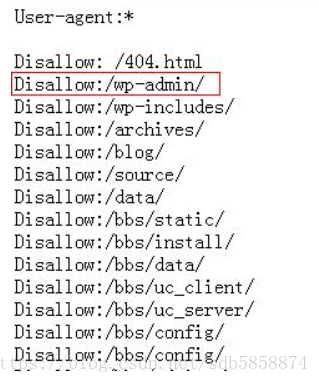 User-agent:*
Disallow: /404.html
Disallow:/wp-admin/
Disallow:/wp-includes/
Disallow:/archives/
Disallow:/blog/
Disallow:/source/
Disallow:/data/
Disallow:/bbs/static/
Disallow:/bbs/install/
Disallow:/bbs/data/
Disallow:/bbs/uc_client/
Disallow:/bbs/uc_server/
Disallow:/bbs/config/
Disallow:/bbs/config/
https://blog.csdn.net/sdb5858874